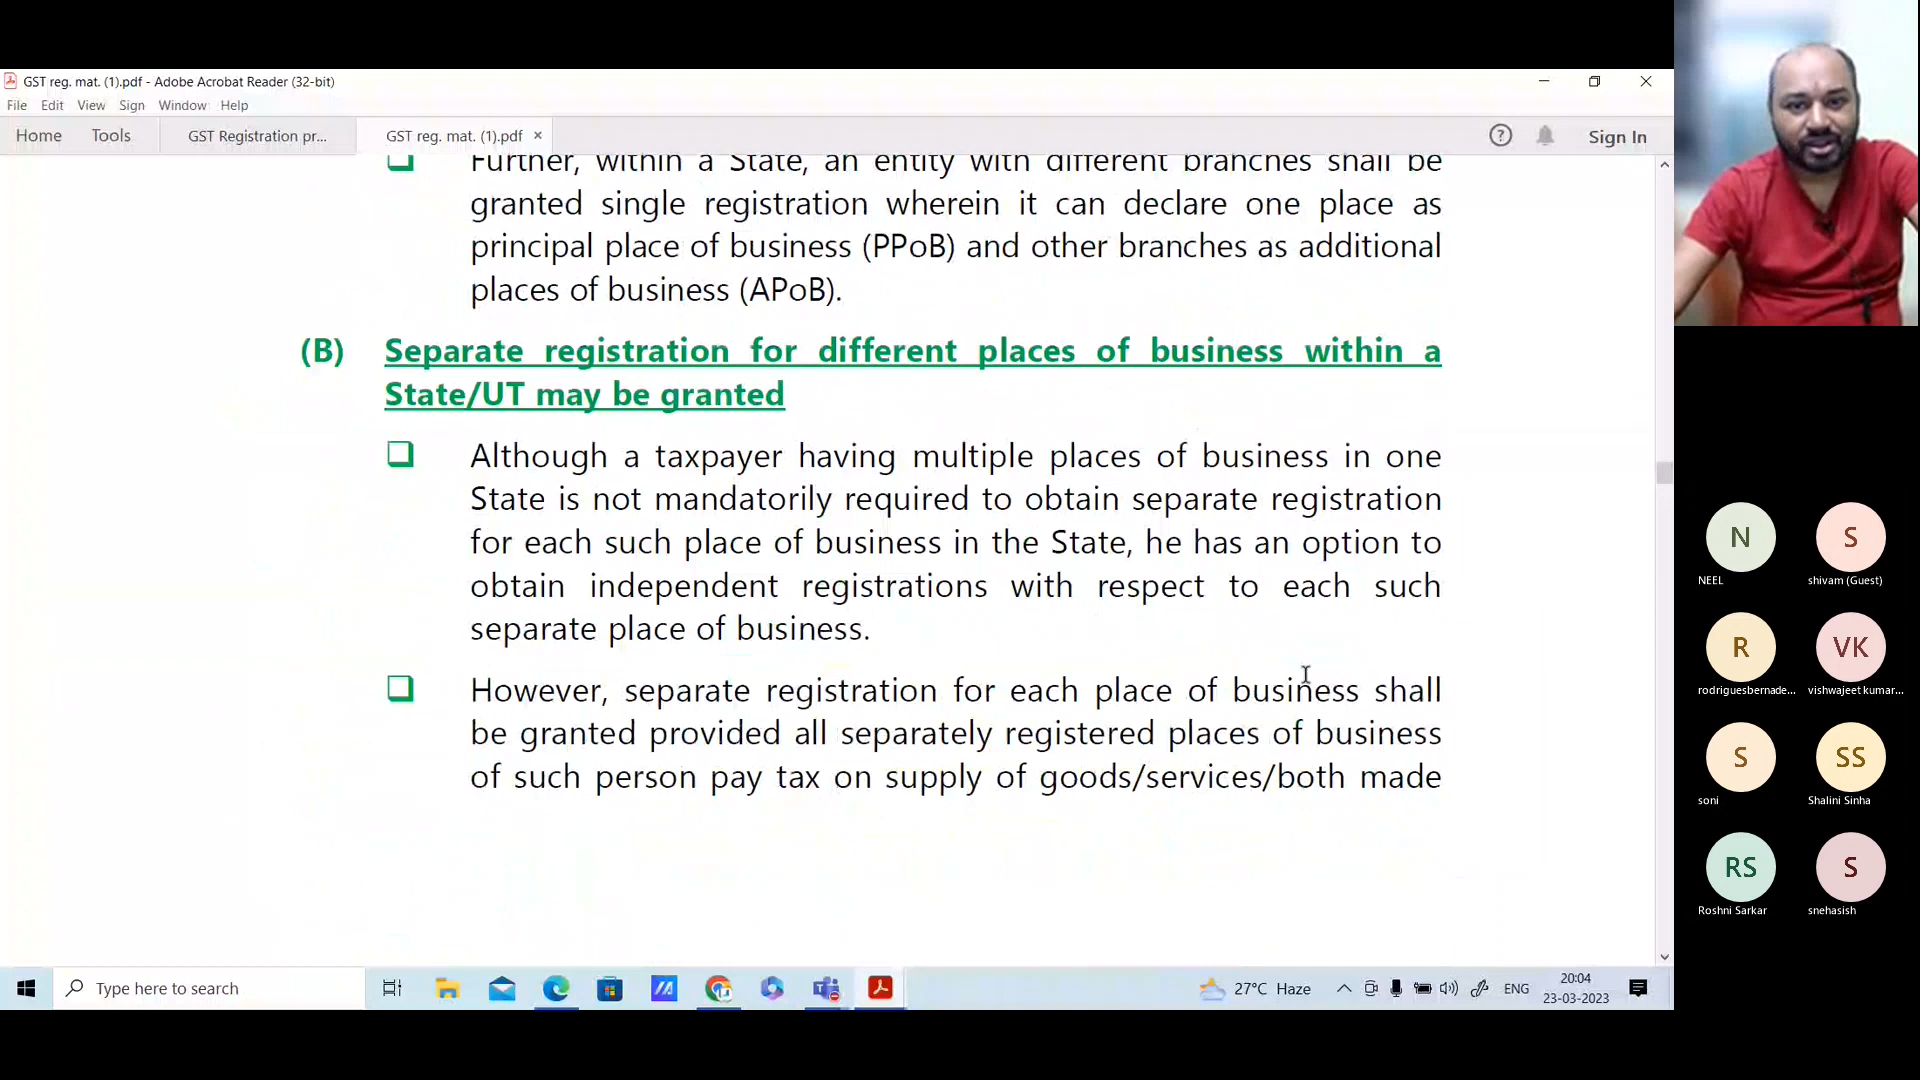 GST reg. mat. (1).pdf - Adobe Acrobat Reader (32-bit)
File Edit View Sign Window Help
Home Tools GST Registration pr... GST reg. mat. (1).pdf × Sign In
Further, within a State, an entity with different branches shall be
granted single registration wherein it can declare one place as
principal place of business (PPoB) and other branches as additional
places of business (APoB).
(B) Separate registration for different places of business within a
State/UT may be granted
Although a taxpayer having multiple places of business in one
State is not mandatorily required to obtain separate registration
for each such place of business in the State, he has an option to
obtain independent registrations with respect to each such
separate place of business.
However, separate registration for each place of business shall
be granted provided all separately registered places of business
of such person pay tax on supply of goods/services/both made
N S
NEEL shivam (Guest)
R VK
rodriguesbernade... vishwajeet kumar...
S SS
soni Shalini Sinha
RS S
Roshni Sarkar snehasish
Type here to search 27°C Haze ENG 20:04
23-03-2023